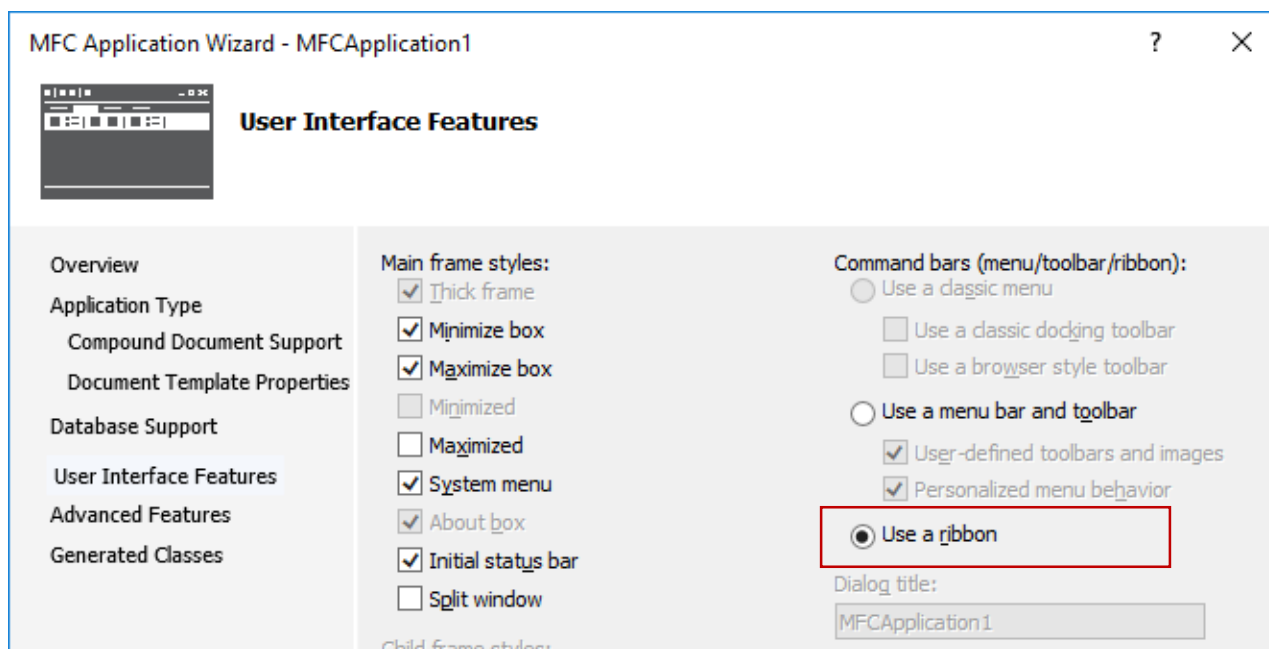 MFC Application Wizard - MFCApplication1
?
User Interface Features
Overview
Application Type
Compound Document Support
Document Template Properties
Database Support
User Interface Features
Advanced Features
Generated Classes
Main frame styles:
Thick frame
Minimize box
Maximize box
Minimized
Maximized
System menu
About box
Initial status bar
Split window
Child frame styles:
Command bars (menu/toolbar/ribbon):
Use a classic menu
Use a classic docking toolbar
Use a browser style toolbar
Use a menu bar and toolbar
User-defined toolbars and images
Personalized menu behavior
Use a ribbon
Dialog title:
MFCApplication1